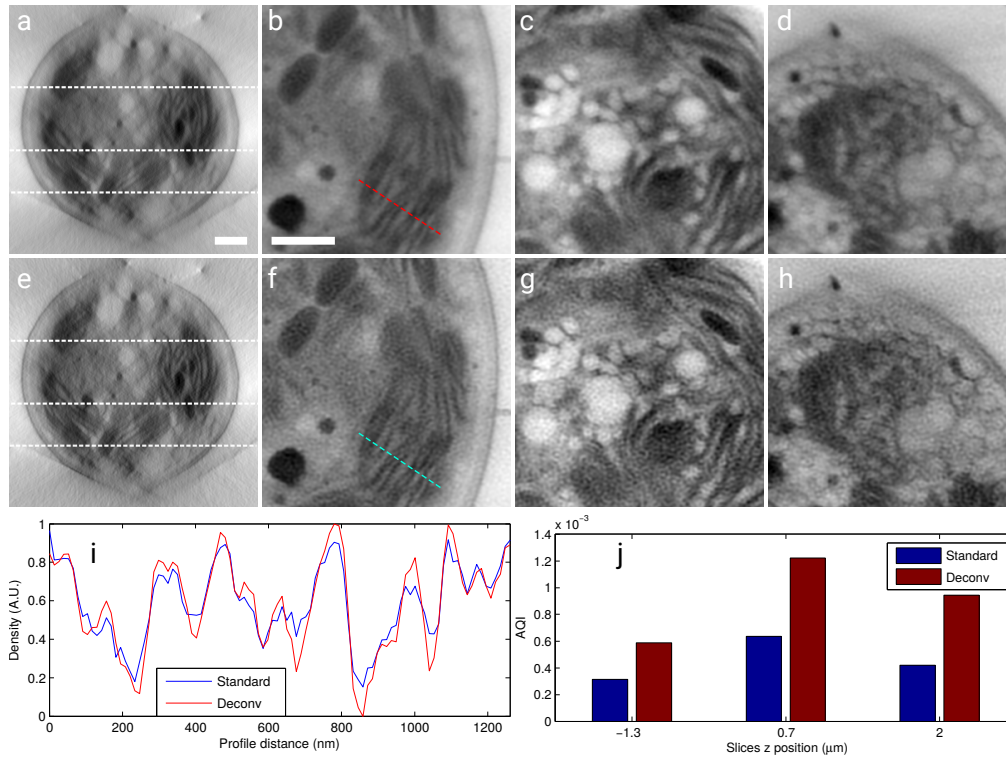 a b c d
e f g h
i
Density (A.U.)
1
0.8
0.6
0.4
0.2
0
Standard
Deconv
0 200 400 600 800 1000 1200
Profile distance (nm)
j
x 10⁻³
AQI
1.4
1.2
1
0.8
0.6
0.4
0.2
0
Standard
Deconv
−1.3 0.7 2
Slices z position (μm)